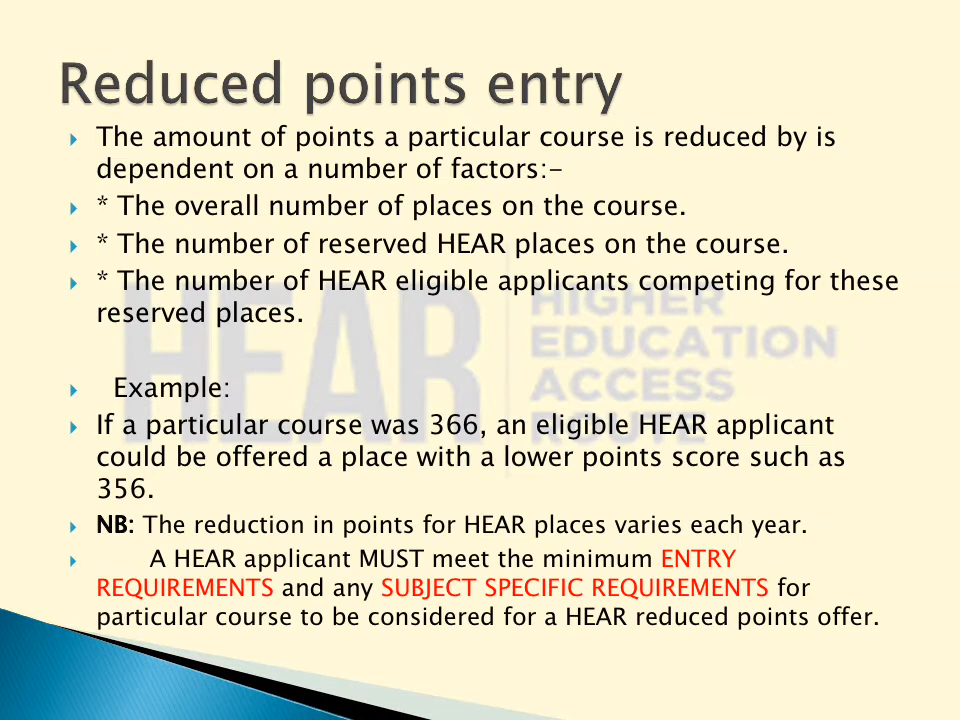 Reduced points entry
The amount of points a particular course is reduced by is
dependent on a number of factors:-
* The overall number of places on the course.
* The number of reserved HEAR places on the course.
* The number of HEAR eligible applicants competing for these
reserved places.
HEAR
HIGHER
EDUCATION
ACCESS
ROUTE
Example:
If a particular course was 366, an eligible HEAR applicant
could be offered a place with a lower points score such as
356.
NB: The reduction in points for HEAR places varies each year.
A HEAR applicant MUST meet the minimum ENTRY
REQUIREMENTS and any SUBJECT SPECIFIC REQUIREMENTS for
particular course to be considered for a HEAR reduced points offer.